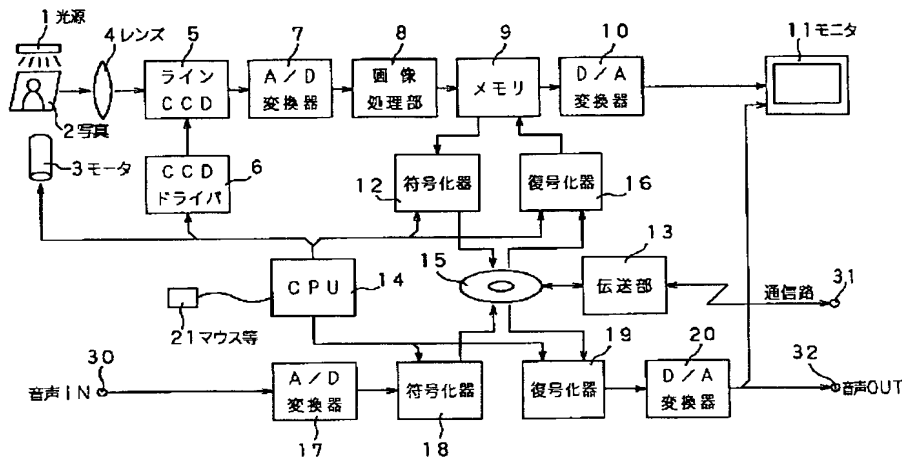 1 光源
4 レンズ
5
7
8
9
10
11 モニタ
ライン
CCD
A/D
変換器
画像
処理部
メモリ
D/A
変換器
2 写真
3 モータ
CCD
ドライバ
6
12
符号化器
復号化器
16
CPU
14
15
13
伝送部
通信路
31
21 マウス等
30
音声IN
A/D
変換器
17
符号化器
18
復号化器
19
D/A
変換器
20
32
音声OUT